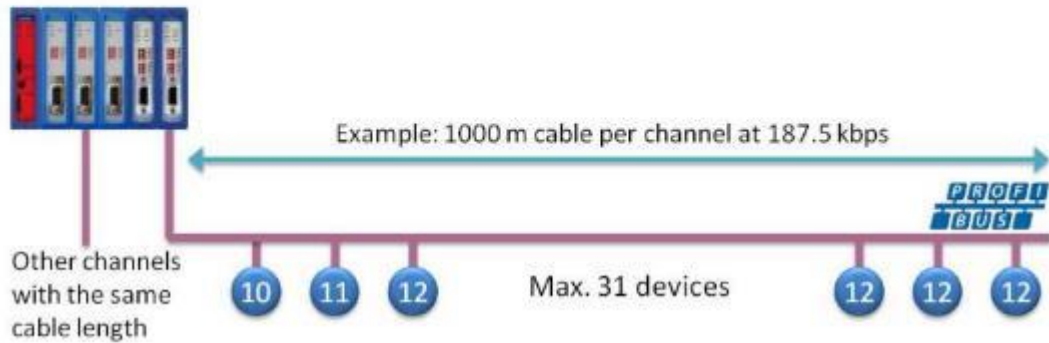 Example: 1000 m cable per channel at 187.5 kbps
PROFI
BUS
Other channels
with the same
cable length
10
11
12
Max. 31 devices
12
12
12